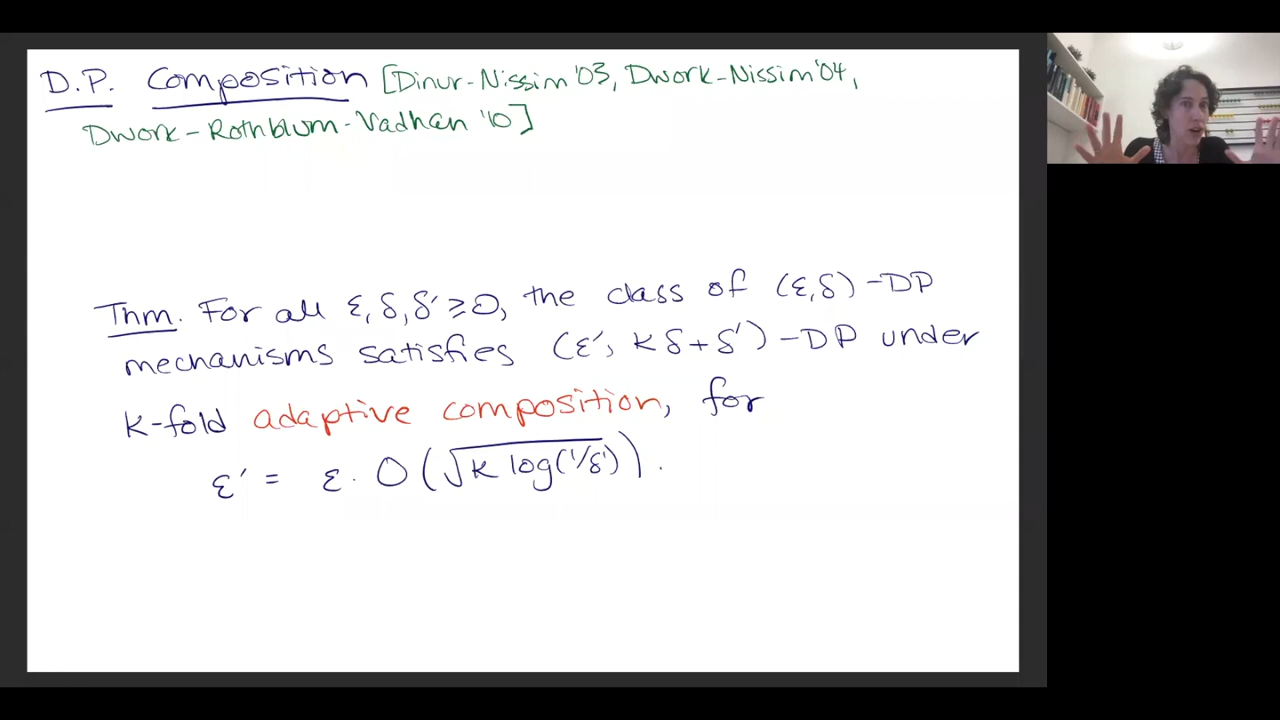 D.P. Composition [Dinur-Nissim '03, Dwork-Nissim '04,
Dwork-Rothblum-Vadhan '10]
Thm. For all ε, δ, δ' ≥ 0, the class of (ε,δ)-DP
mechanisms satisfies (ε', kδ+δ')-DP under
k-fold adaptive composition, for
ε' = ε · O(√(k log(1/δ'))).